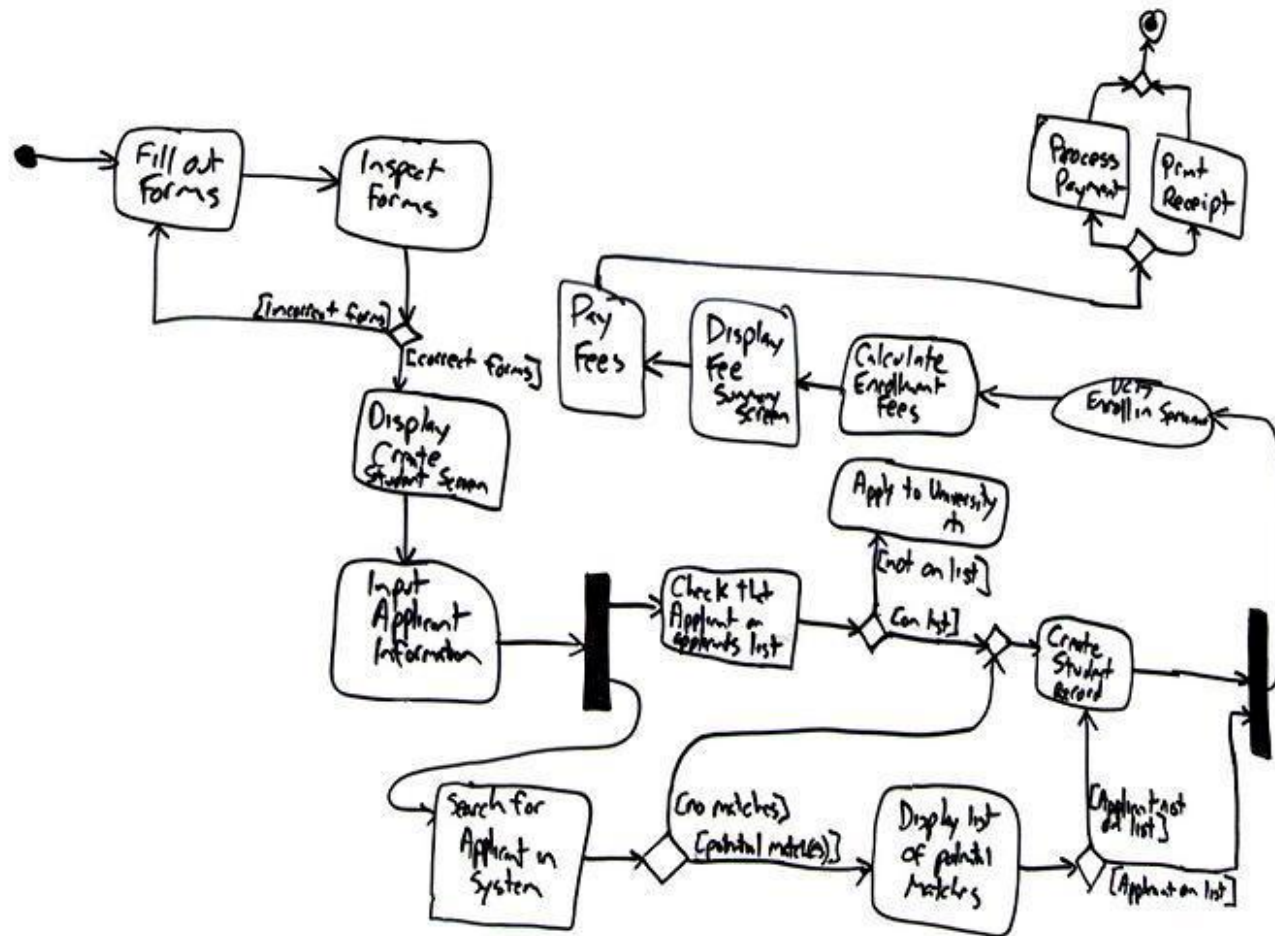 Fill out
Forms
Inspect
Forms
[Incorrect forms]
[correct forms]
Display
Create
Student Screen
Input
Applicant
Information
Check that
Applicant on
applicants list
[not on list]
[on list]
Apply to University
Create
Student
Record
Search for
Applicant in
System
[no matches]
[potential match(es)]
Display list
of potential
Matches
[Applicant not
on list]
[Applicant on list]
Enroll in
Calculate
Enrollment
Fees
Display
Fee
Summary
Screen
Pay
Fees
Process
Payment
Print
Receipt